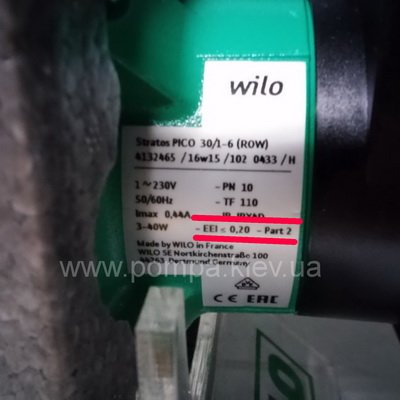 wilo
Stratos PICO 30/1-6 (ROW)
4132465 /16w15 /102 0433 / H
1~230V - PN 10
50/60Hz - TF 110
Imax 0,44A
3-40W - EEI ≤ 0,20 - Part 2
Made by WILO in France
WILO SE Nortkirchenstraße 100
44263 Dortmund Germany
www.pompa.kiev.ua
CE EAC